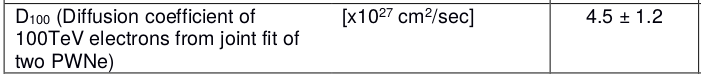 D₁₀₀ (Diffusion coefficient of [x10²⁷ cm²/sec] 4.5 ± 1.2
100TeV electrons from joint fit of
two PWNe)